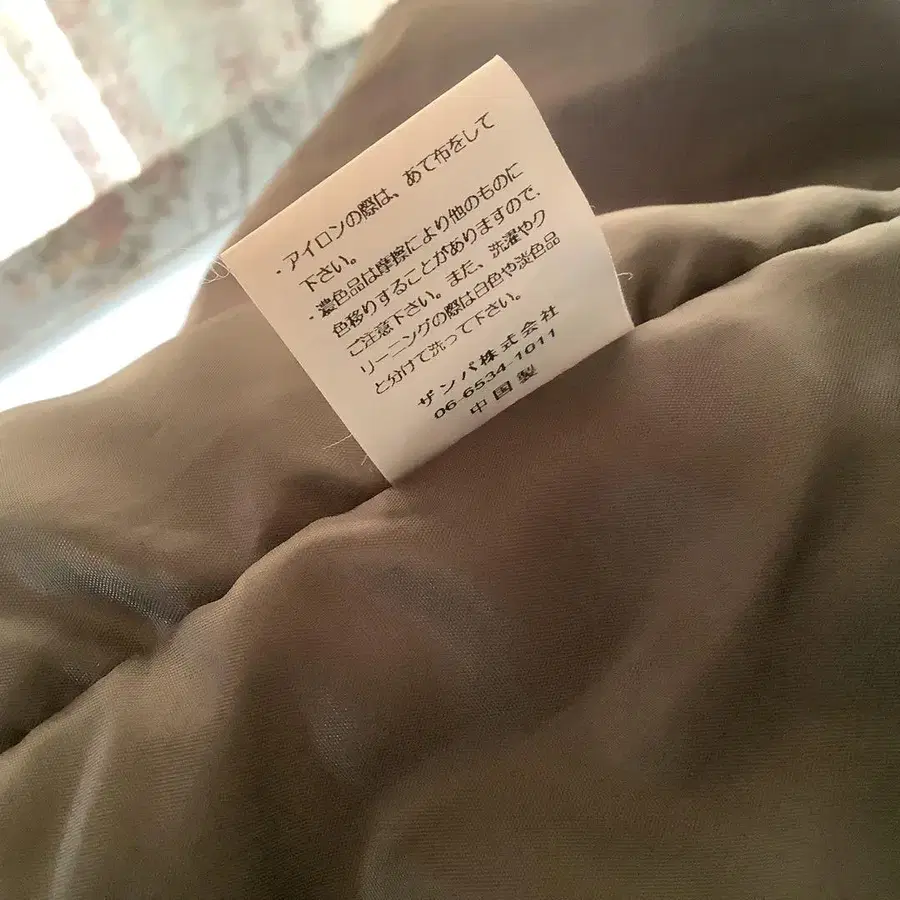 ・アイロンの際は、あて布をして
下さい。
・濃色品は摩擦により他のものに
色移りすることがありますので、
ご注意下さい。また、洗濯やク
リーニングの際は白色や淡色品
と分けて洗って下さい。
ザンパ株式会社
06-6534-1011
中国製